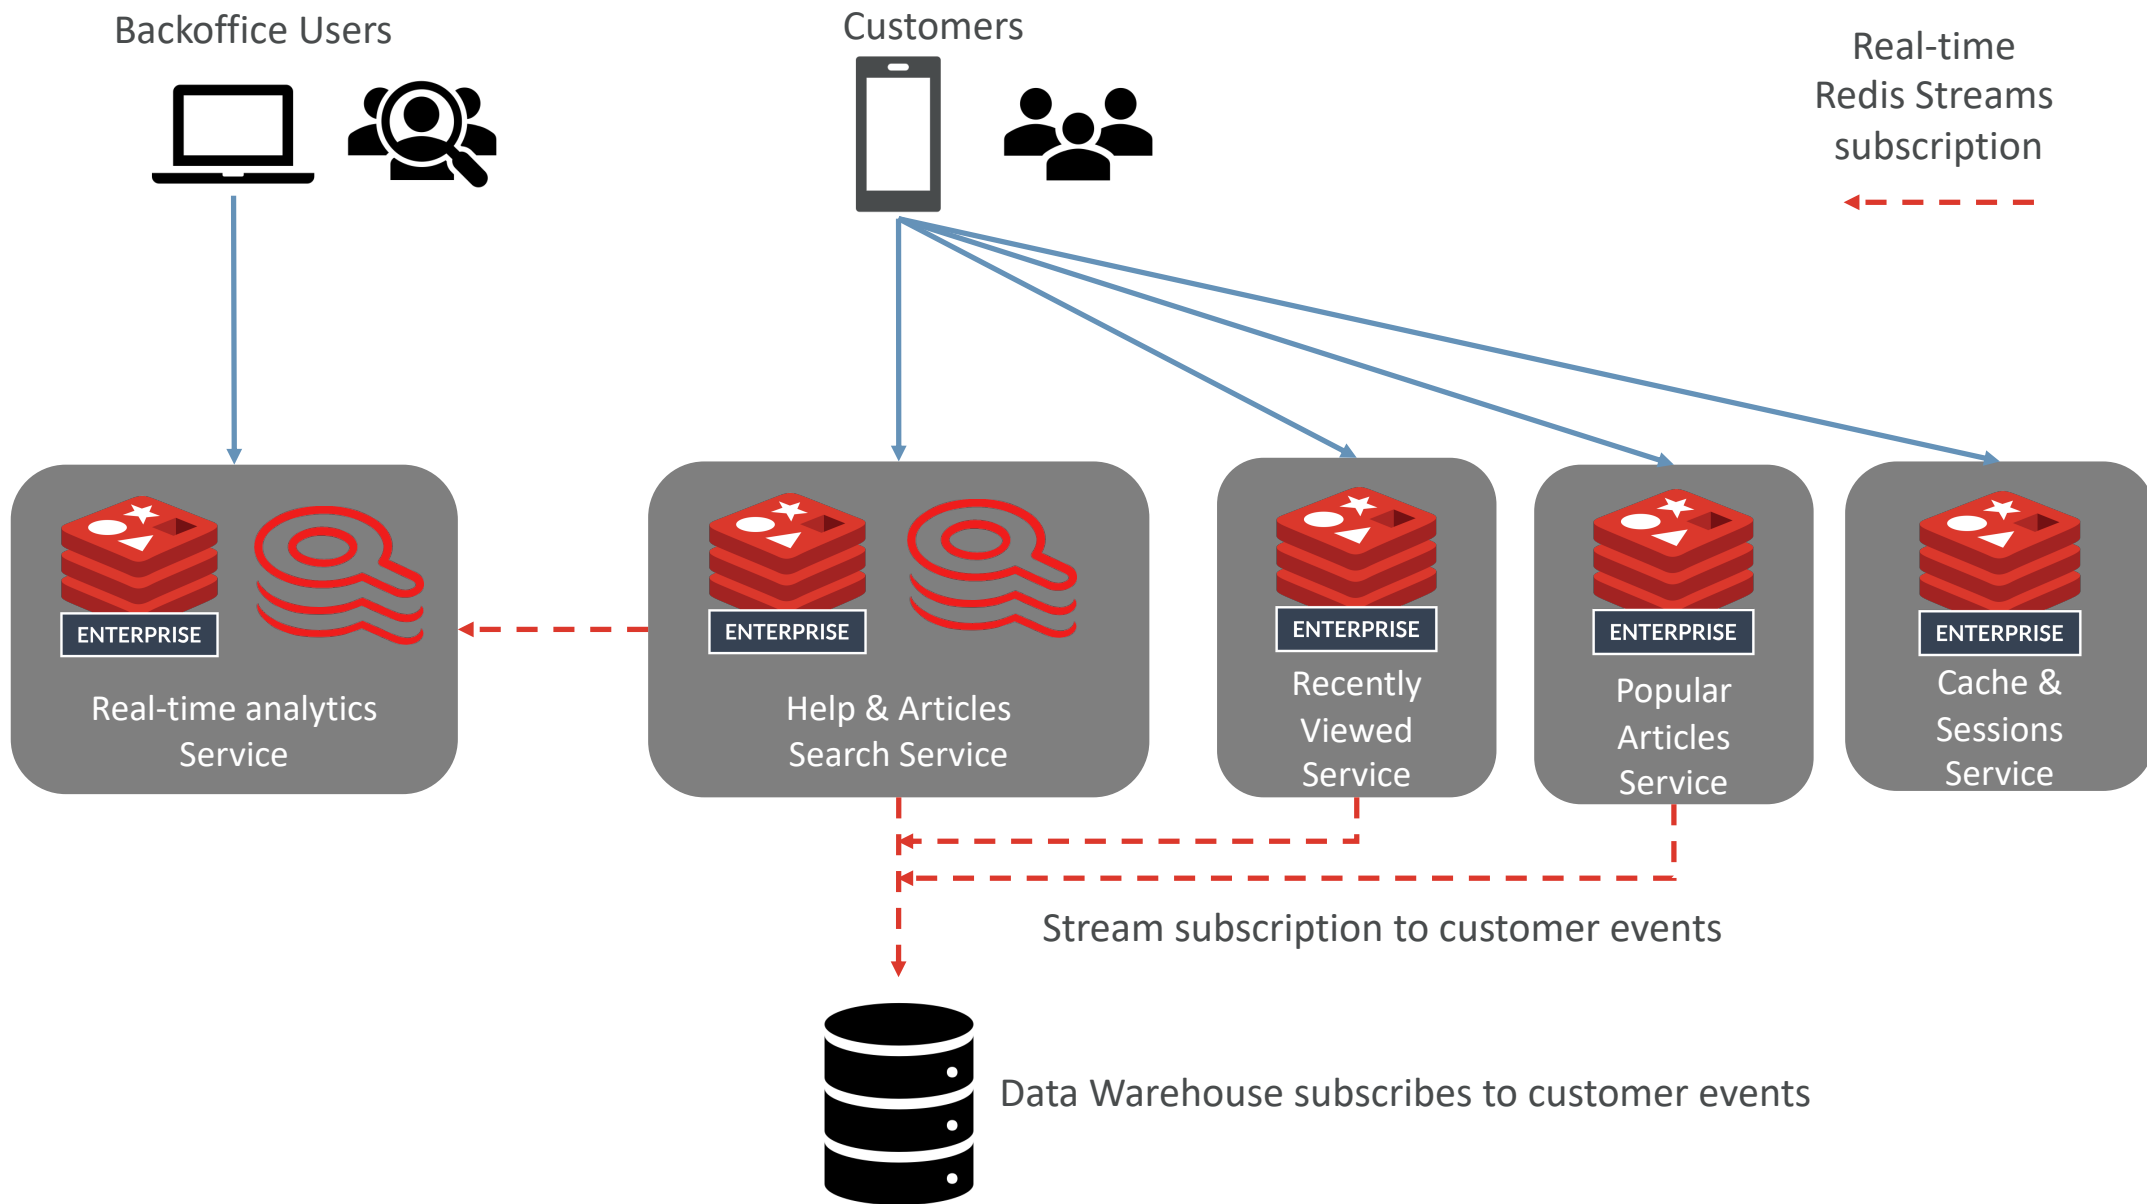 Backoffice Users
Customers
Real-time
Redis Streams
subscription
ENTERPRISE
Real-time analytics
Service
ENTERPRISE
Help & Articles
Search Service
ENTERPRISE
Recently
Viewed
Service
ENTERPRISE
Popular
Articles
Service
ENTERPRISE
Cache &
Sessions
Service
Stream subscription to customer events
Data Warehouse subscribes to customer events